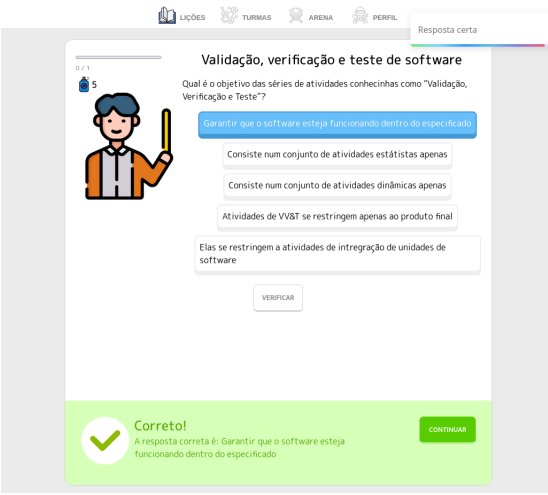 LIÇÕES TURMAS ARENA PERFIL
Resposta certa
Validação, verificação e teste de software
0 / 1
5
Qual é o objetivo das séries de atividades conhecinhas como "Validação,
Verificação e Teste"?
Garantir que o software esteja funcionando dentro do especificado
Consiste num conjunto de atividades estátistas apenas
Consiste num conjunto de atividades dinâmicas apenas
Atividades de VV&T se restringem apenas ao produto final
Elas se restringem a atividades de intregração de unidades de
software
VERIFICAR
Correto!
A resposta correta é: Garantir que o software esteja
funcionando dentro do especificado
CONTINUAR